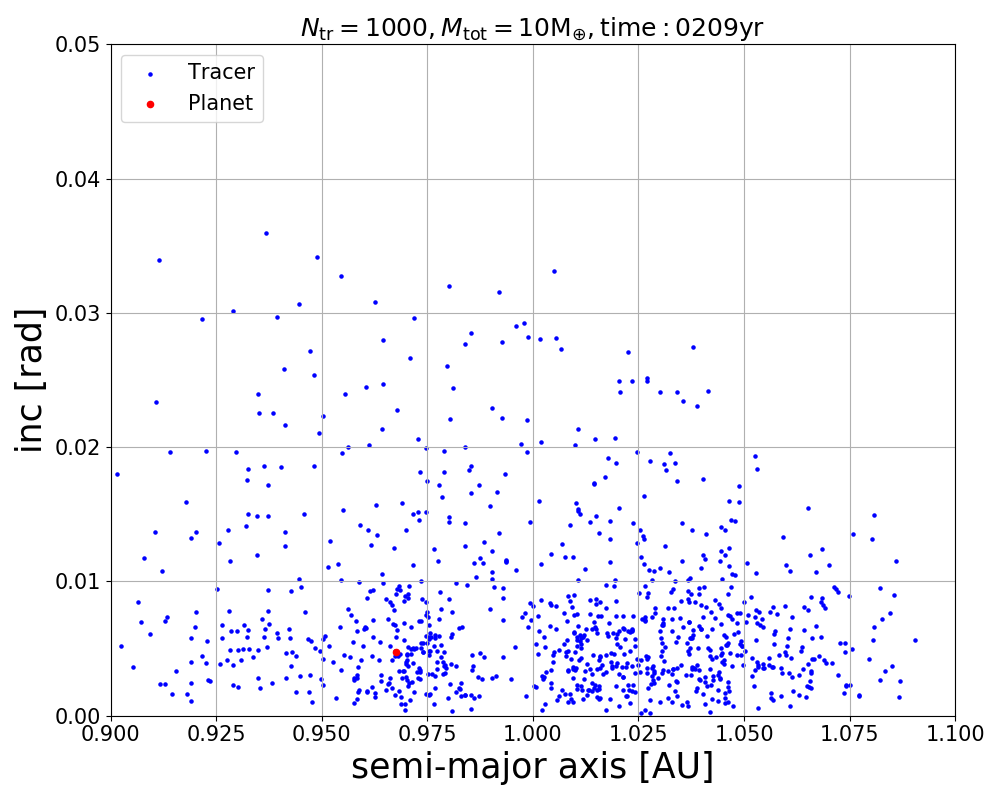 N_tr = 1000, M_tot = 10M_⊕, time : 0209yr
0.05
0.04
0.03
0.02
0.01
0.00
inc [rad]
Tracer
Planet
0.900 0.925 0.950 0.975 1.000 1.025 1.050 1.075 1.100
semi-major axis [AU]